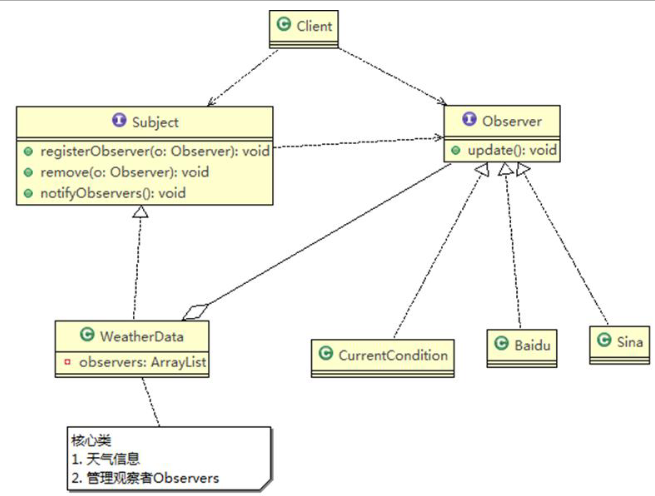 Client
Subject
registerObserver(o: Observer): void
remove(o: Observer): void
notifyObservers(): void
Observer
update(): void
WeatherData
observers: ArrayList
CurrentCondition
Baidu
Sina
核心类
1. 天气信息
2. 管理观察者Observers